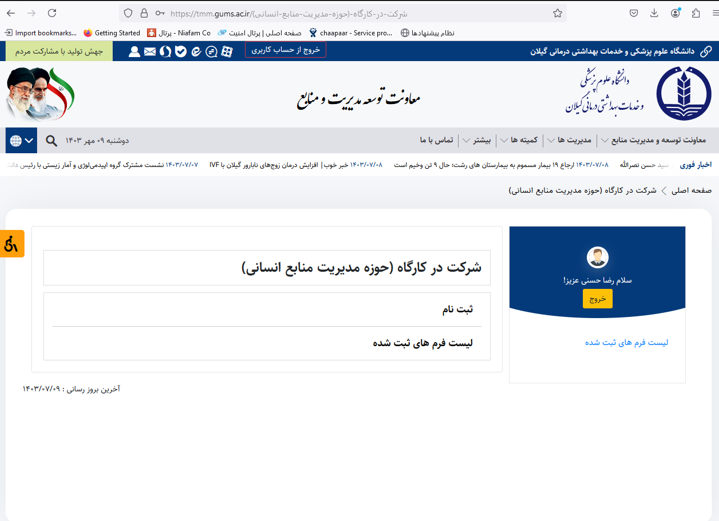 https://tmm.gums.ac.ir/شرکت-در-کارگاه-(حوزه-مدیریت-منابع-انسانی)
Import bookmarks...
Getting Started
پرتال - Niafam Co
صفحه اصلی | پرتال امنیت
chaapaar - Service pro...
نظام پیشنهادها
دانشگاه علوم پزشکی و خدمات بهداشتی درمانی گیلان
خروج از حساب کاربری
جهش تولید با مشارکت مردم
دانشگاه علوم پزشکی
و خدمات بهداشتی درمانی گیلان
معاونت توسعه مدیریت و منابع
معاونت توسعه و مدیریت منابع
مدیریت ها
کمیته ها
بیشتر
تماس با ما
دوشنبه ۰۹ مهر ۱۴۰۳
اخبار فوری
سید حسن نصرالله
۱۴۰۳/۰۷/۰۸ ارجاع ۱۹ بیمار مسموم به بیمارستان های رشت؛ حال ۹ تن وخیم است
۱۴۰۳/۰۷/۰۸ خبر خوب | افزایش درمان زوج‌های نابارور گیلان با IVF
۱۴۰۳/۰۷/۰۷ نشست مشترک گروه اپیدمی‌لوژی و آمار زیستی با رئیس
صفحه اصلی
شرکت در کارگاه (حوزه مدیریت منابع انسانی)
سلام رضا حسنی عزیز!
خروج
لیست فرم های ثبت شده
شرکت در کارگاه (حوزه مدیریت منابع انسانی)
ثبت نام
لیست فرم های ثبت شده
آخرین بروز رسانی : ۱۴۰۳/۰۷/۰۹